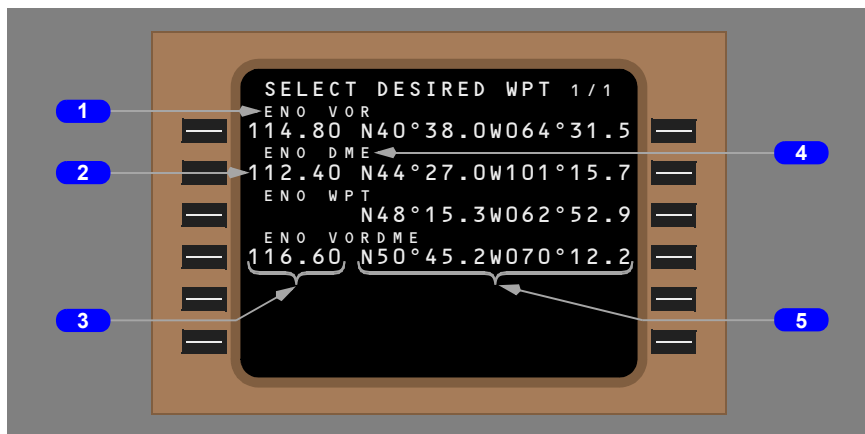 SELECT DESIRED WPT 1/1
1
ENO VOR
114.80 N40°38.0W064°31.5
ENO DME
4
2
112.40 N44°27.0W101°15.7
ENO WPT
N48°15.3W062°52.9
ENO VORDME
116.60 N50°45.2W070°12.2
3
5